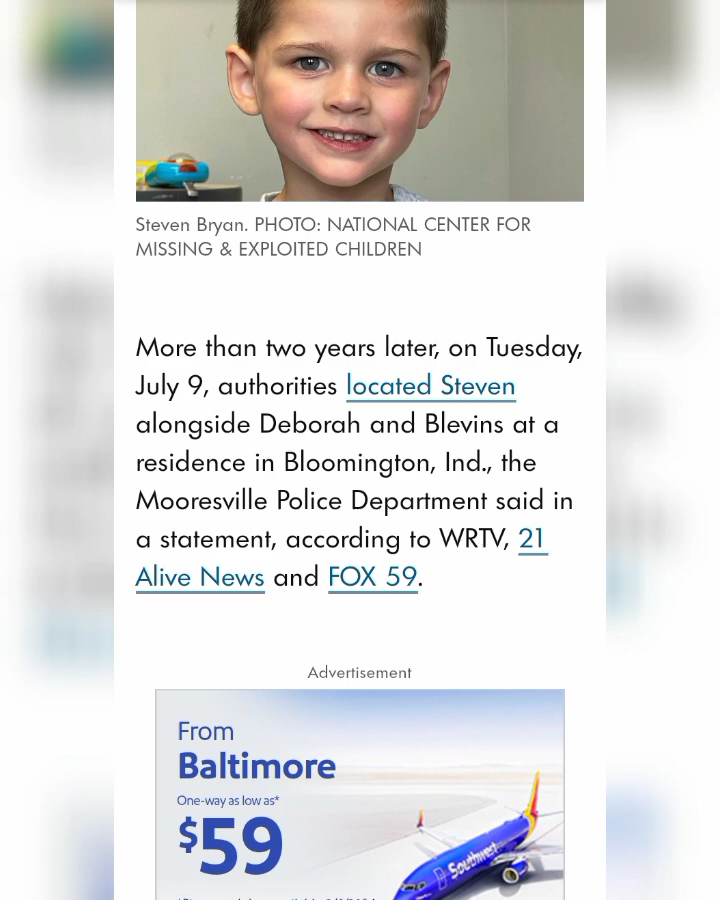 Steven Bryan. PHOTO: NATIONAL CENTER FOR
MISSING & EXPLOITED CHILDREN
More than two years later, on Tuesday,
July 9, authorities located Steven
alongside Deborah and Blevins at a
residence in Bloomington, Ind., the
Mooresville Police Department said in
a statement, according to WRTV, 21
Alive News and FOX 59.
Advertisement
From
Baltimore
One-way as low as*
$59
Southwest